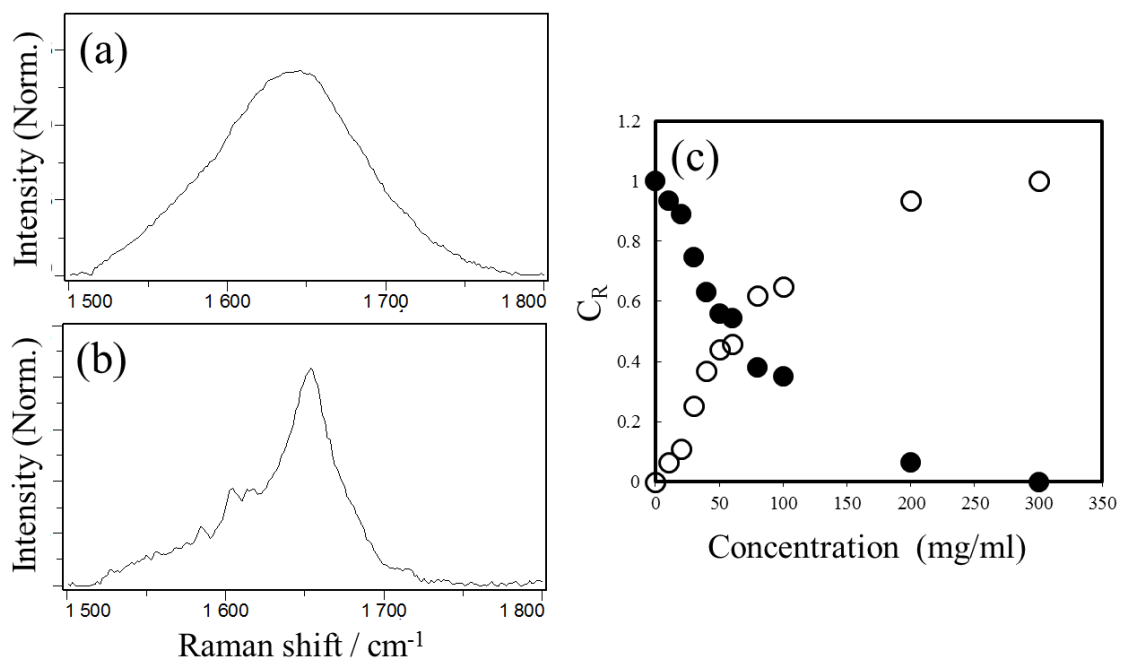 (a)
Intensity (Norm.)
1 500
1 600
1 700
1 800
(b)
Intensity (Norm.)
1 500
1 600
1 700
1 800
Raman shift / cm-1
(c)
1.2
1
0.8
0.6
0.4
0.2
0
CR
0 50 100 150 200 250 300 350
Concentration (mg/ml)